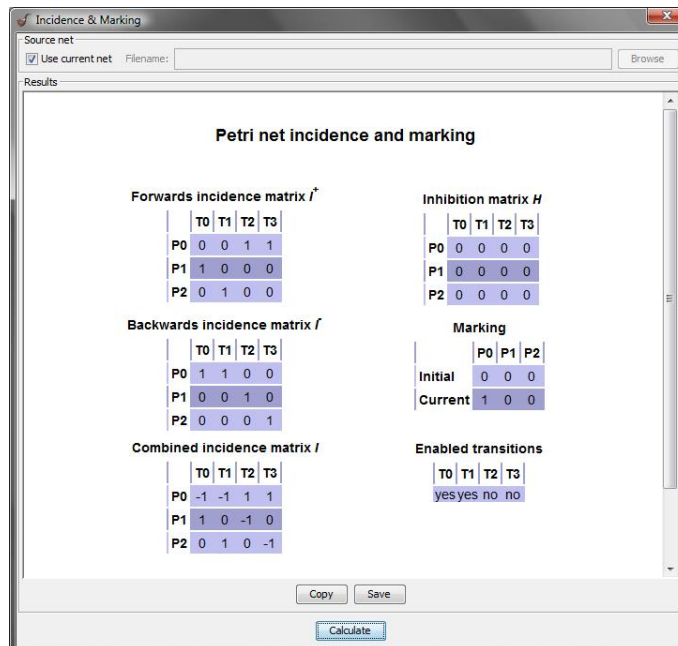 Incidence & Marking
Source net
Use current net Filename: Browse
Results
Petri net incidence and marking
Forwards incidence matrix I+
T0 T1 T2 T3
P0 0 0 1 1
P1 1 0 0 0
P2 0 1 0 0
Inhibition matrix H
T0 T1 T2 T3
P0 0 0 0 0
P1 0 0 0 0
P2 0 0 0 0
Backwards incidence matrix I-
T0 T1 T2 T3
P0 1 1 0 0
P1 0 0 1 0
P2 0 0 0 1
Marking
P0 P1 P2
Initial 0 0 0
Current 1 0 0
Combined incidence matrix I
T0 T1 T2 T3
P0 -1 -1 1 1
P1 1 0 -1 0
P2 0 1 0 -1
Enabled transitions
T0 T1 T2 T3
yes yes no no
Copy Save
Calculate